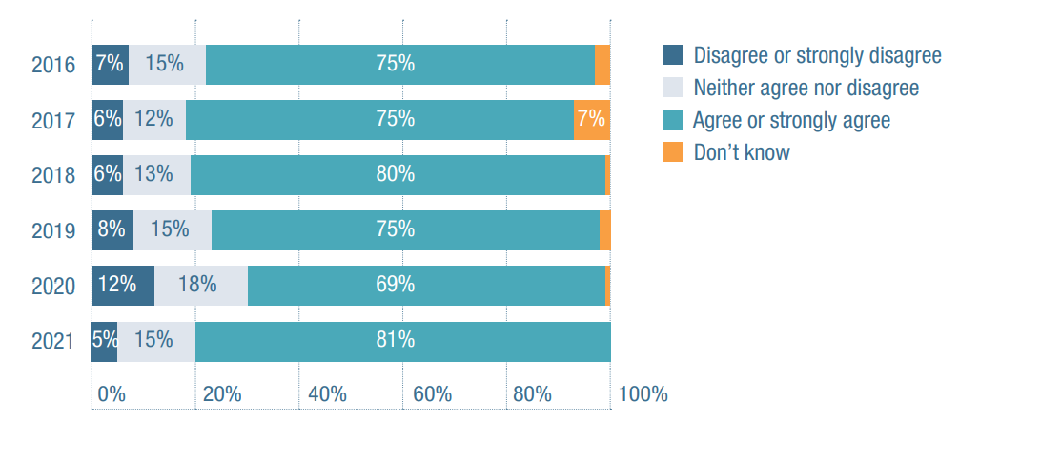 2016 7% 15% 75%
2017 6% 12% 75% 7%
2018 6% 13% 80%
2019 8% 15% 75%
2020 12% 18% 69%
2021 5% 15% 81%
0% 20% 40% 60% 80% 100%
Disagree or strongly disagree
Neither agree nor disagree
Agree or strongly agree
Don't know